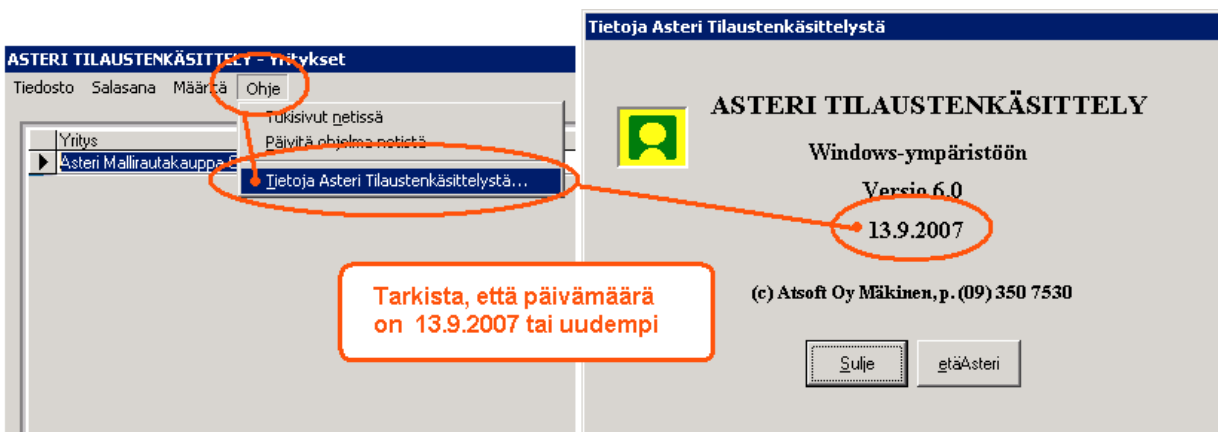 Tietoja Asteri Tilaustenkäsittelystä
ASTERI TILAUSTENKÄSITTELY - Yritykset
Tiedosto Salasana Määritä Ohje
Tukisivut netissä
Päivitä ohjelma netistä
Tietoja Asteri Tilaustenkäsittelystä...
Yritys
Asteri Mallirautakauppa
ASTERI TILAUSTENKÄSITTELY
Windows-ympäristöön
Versio 6.0
13.9.2007
(c) Atsoft Oy Mäkinen, p. (09) 350 7530
Sulje
etäAsteri
Tarkista, että päivämäärä
on 13.9.2007 tai uudempi